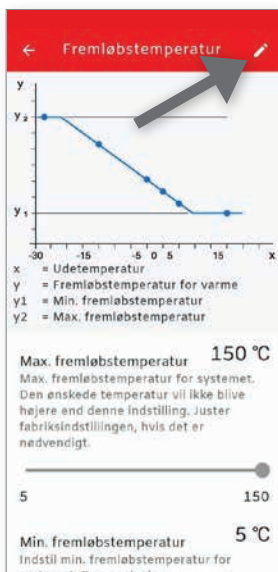 Fremløbstemperatur
y
y2
y1
-30 -15 -5 0 5 15 x
x = Udetemperatur
y = Fremløbstemperatur for varme
y1 = Min. fremløbstemperatur
y2 = Max. fremløbstemperatur
Max. fremløbstemperatur 150 °C
Max. fremløbstemperatur for systemet.
Den ønskede temperatur vil ikke blive
højere end denne indstilling. Juster
fabriksindstillingen, hvis det er
nødvendigt.
5 150
Min. fremløbstemperatur 5 °C
Indstil min. fremløbstemperatur for